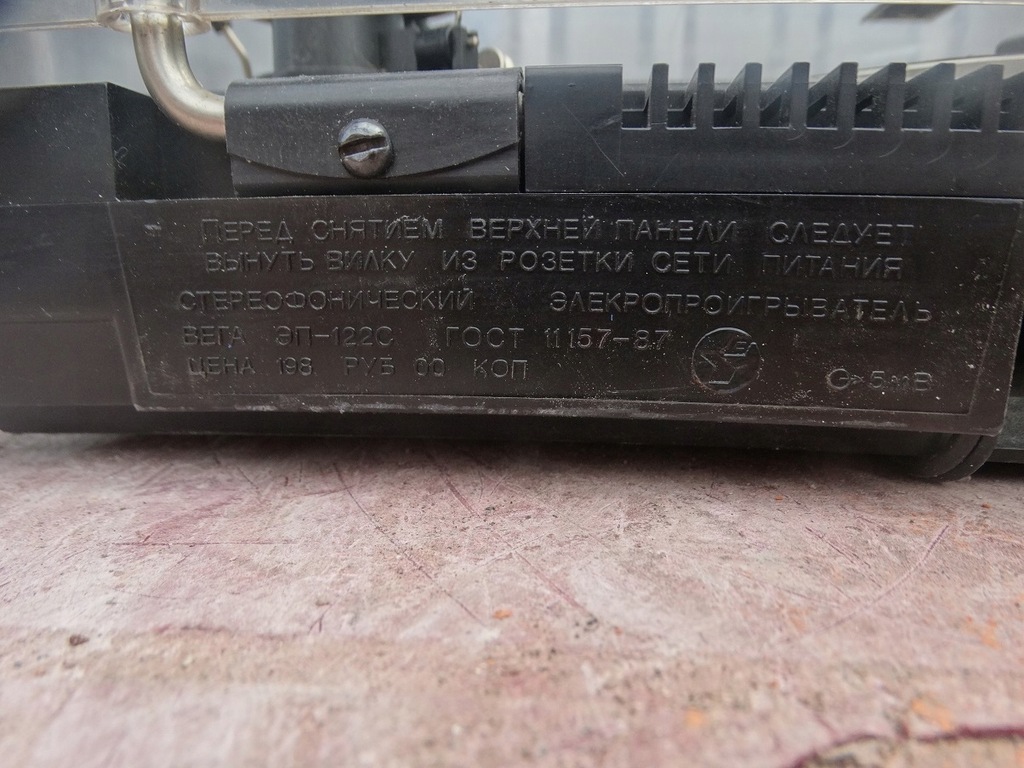 ПЕРЕД СНЯТИЕМ ВЕРХНЕЙ ПАНЕЛИ СЛЕДУЕТ
ВЫНУТЬ ВИЛКУ ИЗ РОЗЕТКИ СЕТИ ПИТАНИЯ
СТЕРЕОФОНИЧЕСКИЙ ЭЛЕКРОПРОИГРЫВАТЕЛЬ
ВЕГА ЭП-122С ГОСТ 11157-87
ЦЕНА 198 РУБ 00 КОП